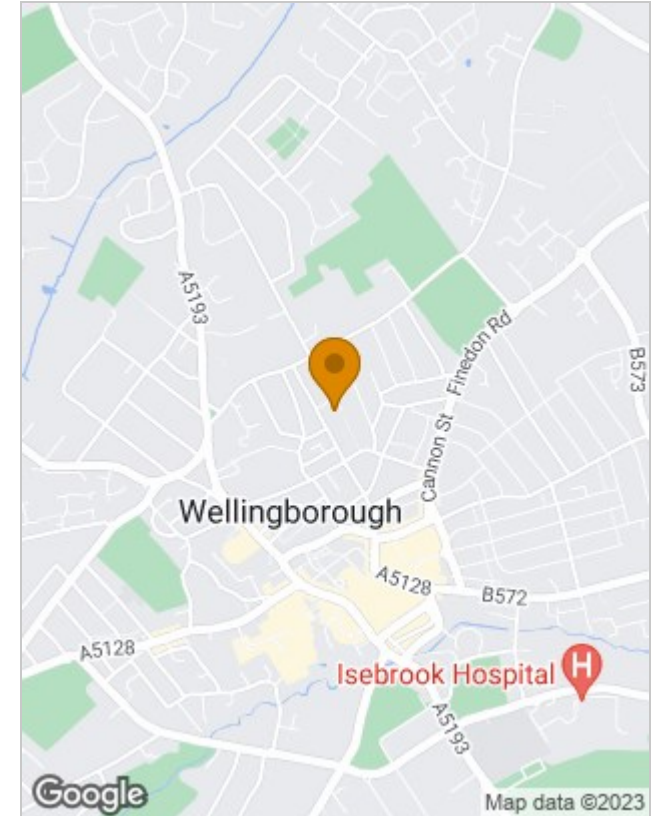 A5193
Finedon Rd
B573
Cannon St
Wellingborough
A5128
B572
A5128
Isebrook Hospital H
A5193
Google
Map data ©2023